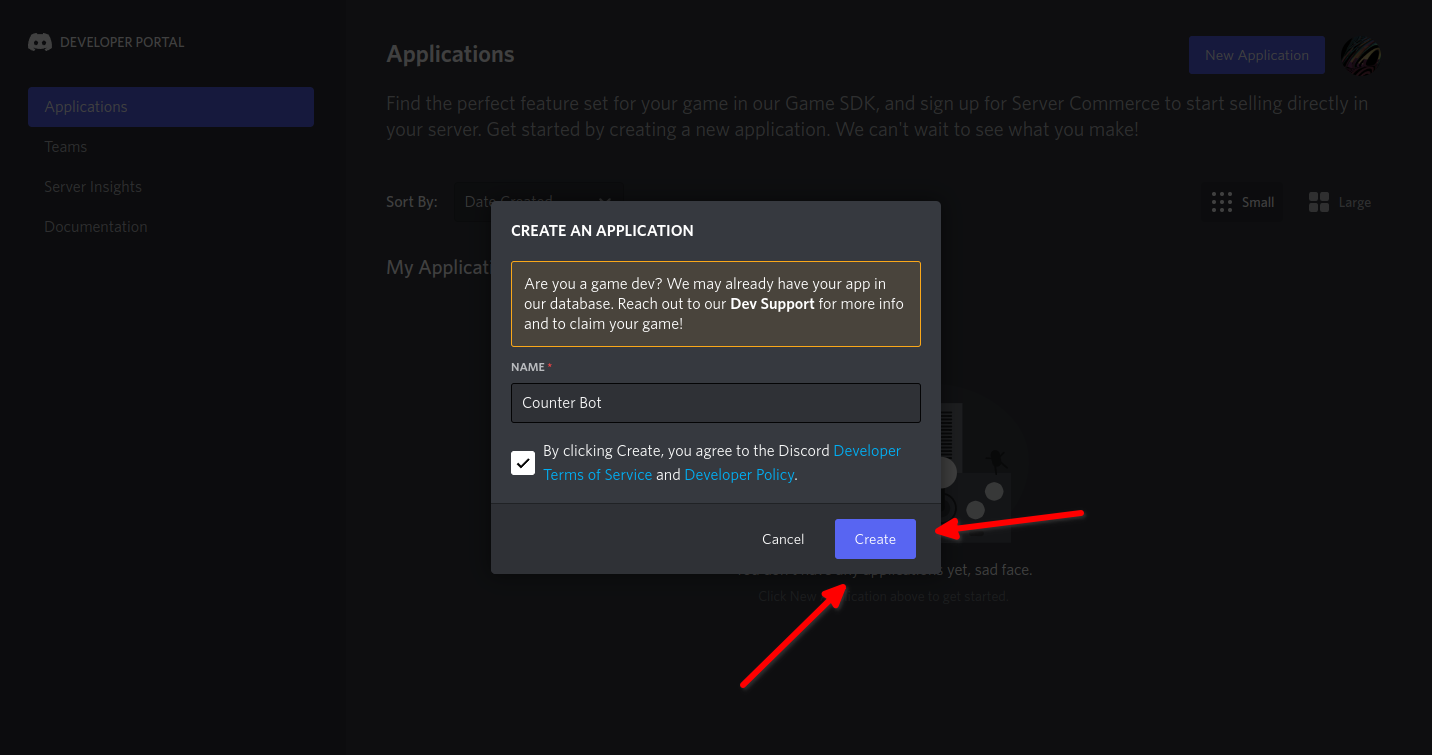 DEVELOPER PORTAL
Applications
Teams
Server Insights
Documentation
Applications
New Application
Find the perfect feature set for your game in our Game SDK, and sign up for Server Commerce to start selling directly in
your server. Get started by creating a new application. We can't wait to see what you make!
Sort By:
Date Created
Small
Large
My
CREATE AN APPLICATION
Are you a game dev? We may already have your app in
our database. Reach out to our Dev Support for more info
and to claim your game!
NAME *
Counter Bot
By clicking Create, you agree to the Discord Developer
Terms of Service and Developer Policy.
Cancel
Create
yet, sad face.
Click New above to get started.